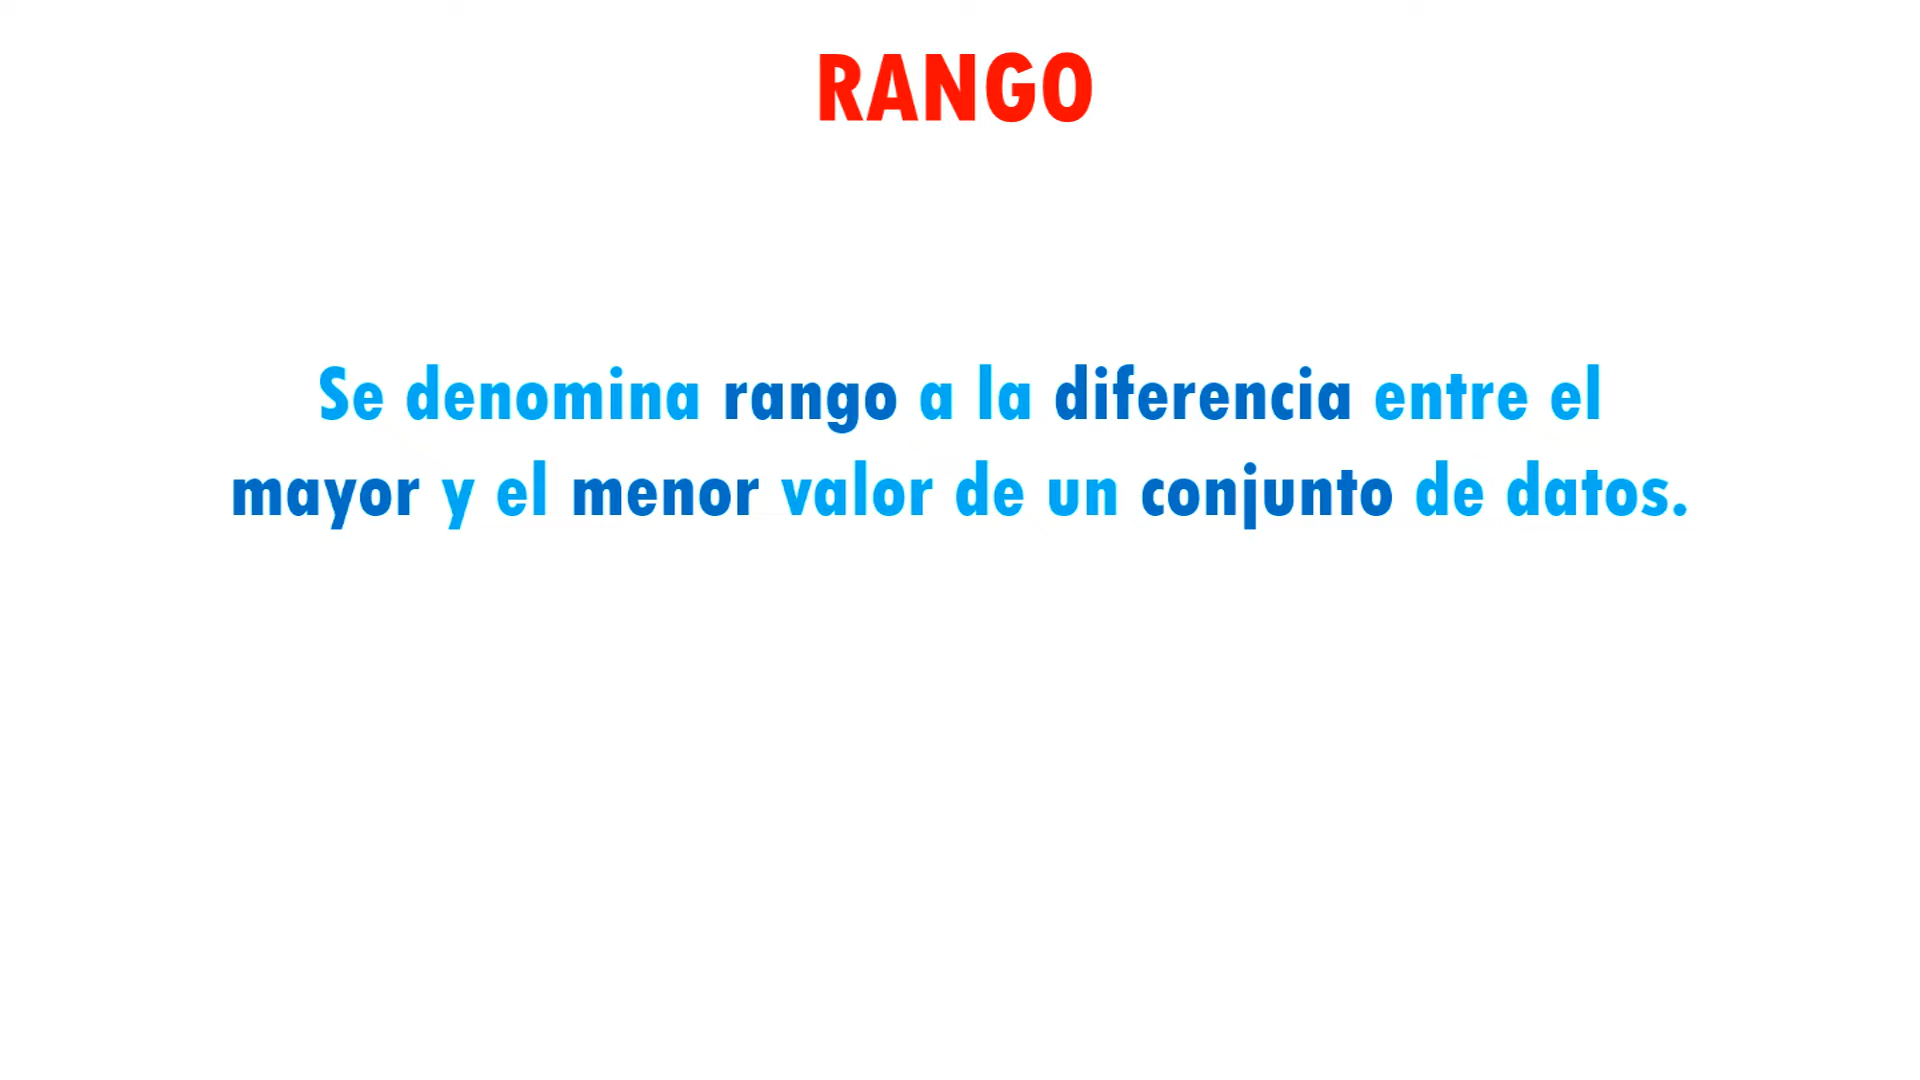 RANGO
Se denomina rango a la diferencia entre el
mayor y el menor valor de un conjunto de datos.